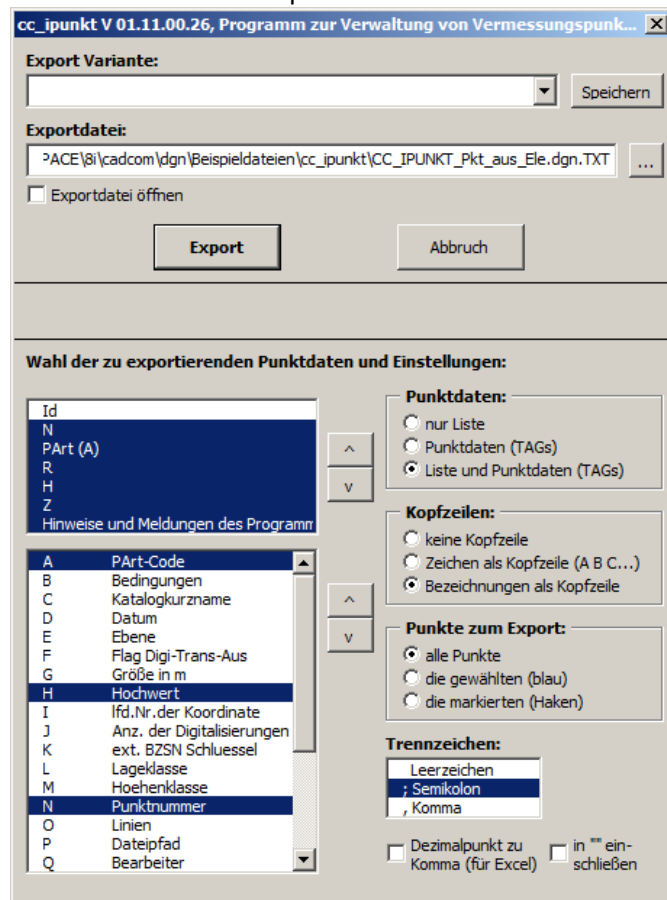 cc_ipunkt V 01.11.00.26, Programm zur Verwaltung von Vermessungspunk...
Export Variante:
Speichern
Exportdatei:
PACE\8i\cadcom\dgn\Beispieldateien\cc_ipunkt\CC_IPUNKT_Pkt_aus_Ele.dgn.TXT ...
Exportdatei öffnen
Export Abbruch
Wahl der zu exportierenden Punktdaten und Einstellungen:
Id
N
PArt (A)
R
H
Z
Hinweise und Meldungen des Programm
^
v
A PArt-Code
B Bedingungen
C Katalogkurzname
D Datum
E Ebene
F Flag Digi-Trans-Aus
G Größe in m
H Hochwert
I lfd.Nr.der Koordinate
J Anz. der Digitalisierungen
K ext. BZSN Schluessel
L Lageklasse
M Hoehenklasse
N Punktnummer
O Linien
P Dateipfad
Q Bearbeiter
^
v
Punktdaten:
nur Liste
Punktdaten (TAGs)
Liste und Punktdaten (TAGs)
Kopfzeilen:
keine Kopfzeile
Zeichen als Kopfzeile (A B C...)
Bezeichnungen als Kopfzeile
Punkte zum Export:
alle Punkte
die gewählten (blau)
die markierten (Haken)
Trennzeichen:
Leerzeichen
; Semikolon
, Komma
Dezimalpunkt zu
Komma (für Excel)
in "" ein-
schließen